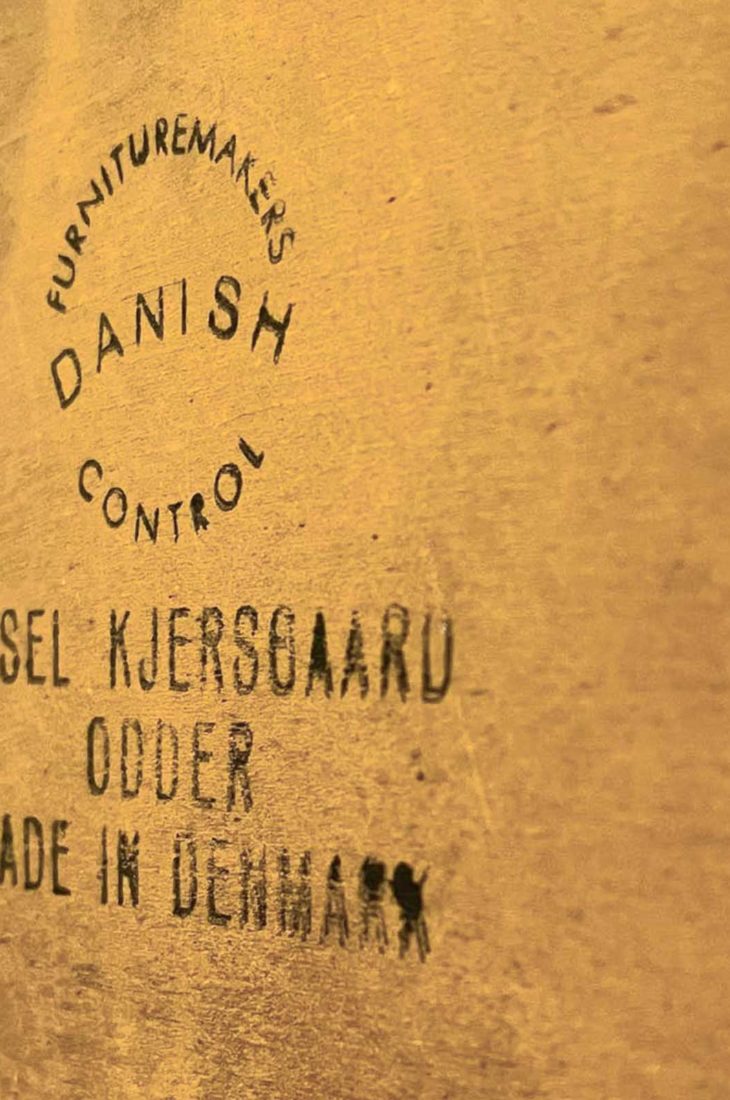 FURNITUREMAKERS
DANISH
CONTROL
SEL KJERSGAARD
ODDER
ADE IN DENMARK